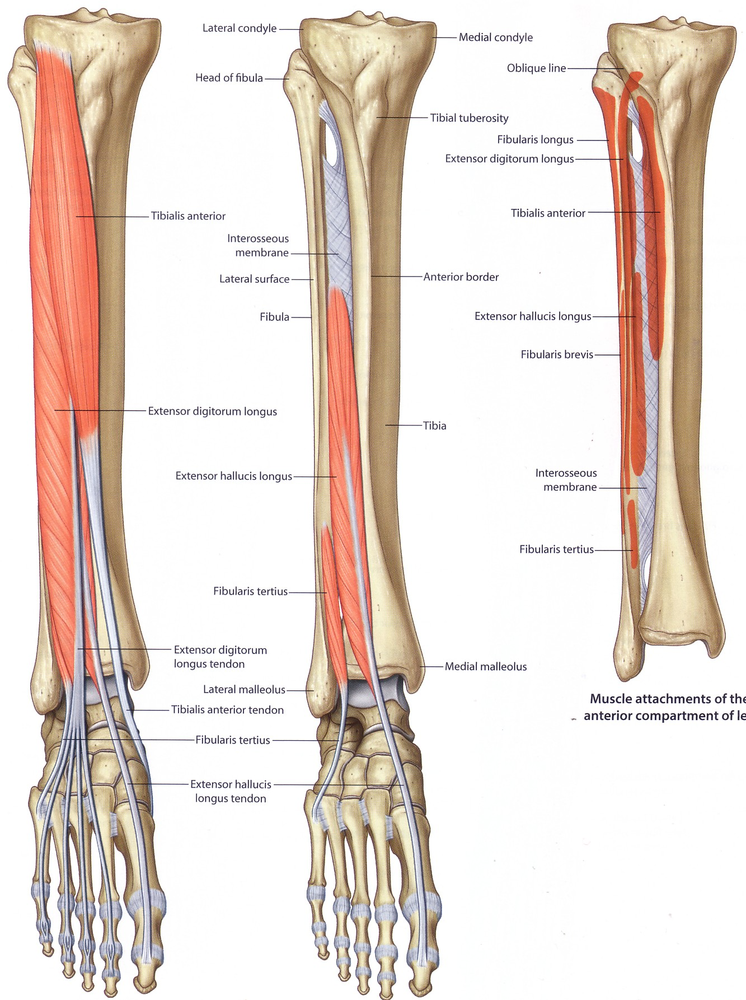 Tibialis anterior
Extensor digitorum longus
Extensor digitorum
longus tendon
Tibialis anterior tendon
Fibularis tertius
Extensor hallucis
longus tendon
Lateral condyle
Medial condyle
Head of fibula
Tibial tuberosity
Interosseous
membrane
Lateral surface
Anterior border
Fibula
Tibia
Extensor hallucis longus
Fibularis tertius
Medial malleolus
Lateral malleolus
Oblique line
Fibularis longus
Extensor digitorum longus
Tibialis anterior
Extensor hallucis longus
Fibularis brevis
Interosseous
membrane
Fibularis tertius
Muscle attachments of the
anterior compartment of le